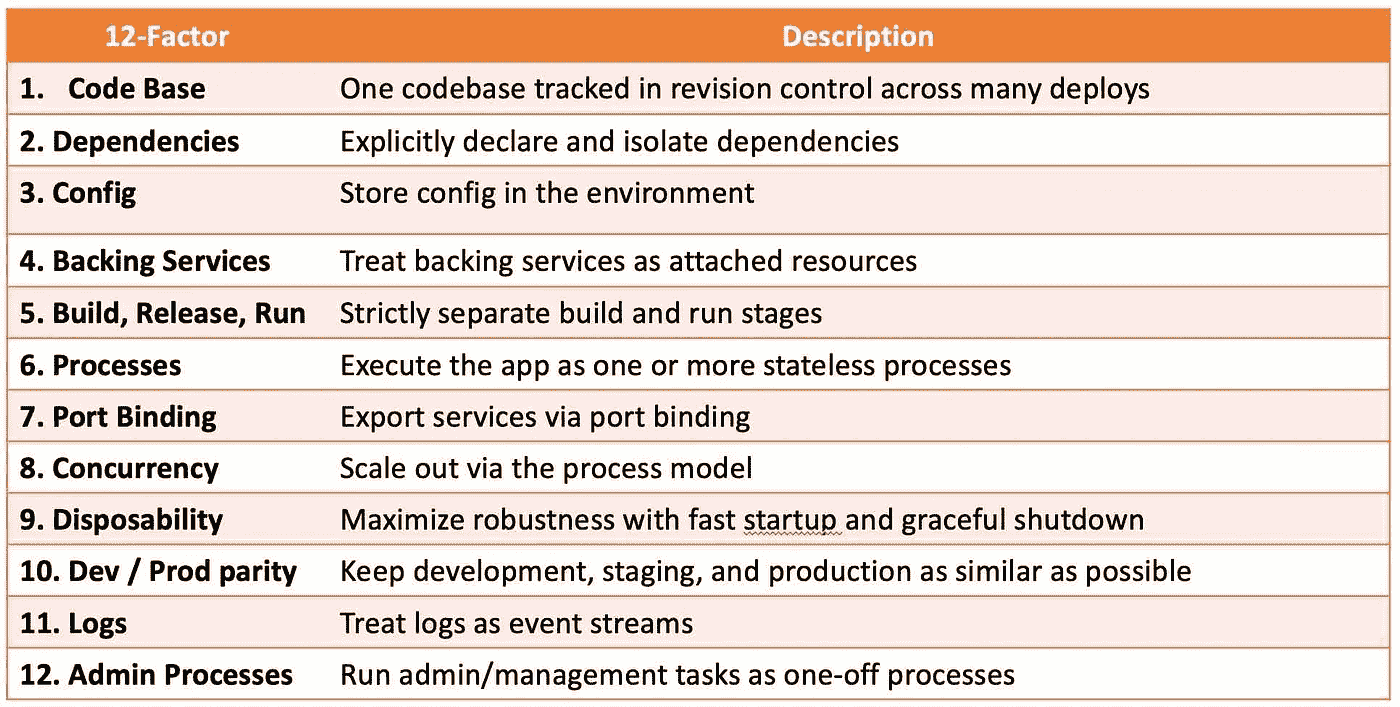 12-Factor Description
1. Code Base One codebase tracked in revision control across many deploys
2. Dependencies Explicitly declare and isolate dependencies
3. Config Store config in the environment
4. Backing Services Treat backing services as attached resources
5. Build, Release, Run Strictly separate build and run stages
6. Processes Execute the app as one or more stateless processes
7. Port Binding Export services via port binding
8. Concurrency Scale out via the process model
9. Disposability Maximize robustness with fast startup and graceful shutdown
10. Dev / Prod parity Keep development, staging, and production as similar as possible
11. Logs Treat logs as event streams
12. Admin Processes Run admin/management tasks as one-off processes